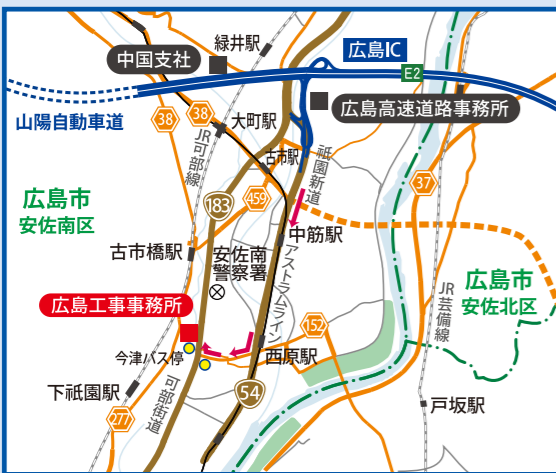 緑井駅
中国支社
広島IC
E2
山陽自動車道
38
38
大町駅
広島高速道路事務所
JR可部線
古市駅
祇園新道
37
広島市
安佐南区
183
459
中筋駅
古市橋駅
安佐南
警察署
アストラムライン
広島市
安佐北区
JR芸備線
広島工事事務所
152
今津バス停
西原駅
下祇園駅
可部街道
54
戸坂駅
277